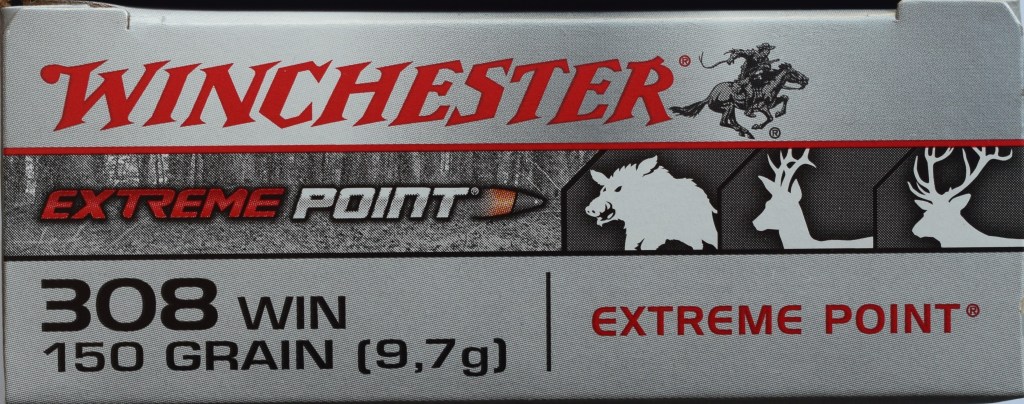 WINCHESTER®
®
EXTREME POINT®
308 WIN
150 GRAIN (9,7g)
EXTREME POINT®